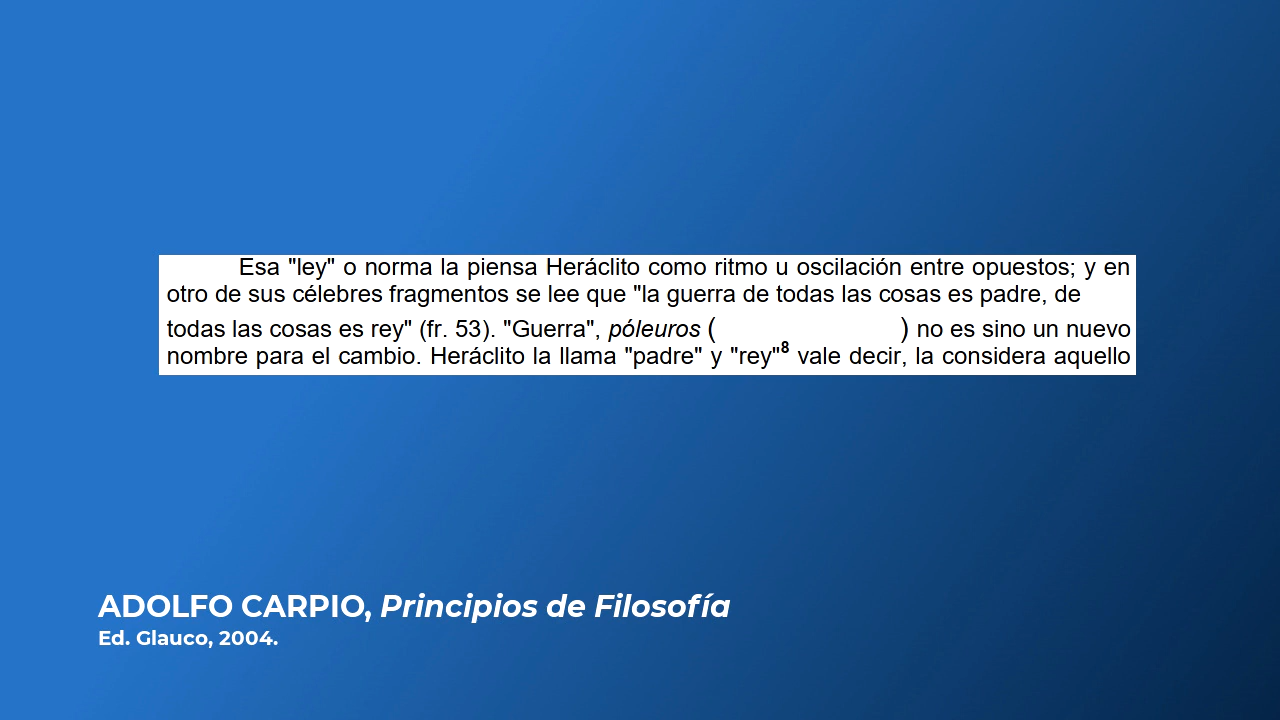 Esa "ley" o norma la piensa Heráclito como ritmo u oscilación entre opuestos; y en
otro de sus célebres fragmentos se lee que "la guerra de todas las cosas es padre, de
todas las cosas es rey" (fr. 53). "Guerra", póleuros ( ) no es sino un nuevo
nombre para el cambio. Heráclito la llama "padre" y "rey"8 vale decir, la considera aquello
ADOLFO CARPIO, Principios de Filosofía
Ed. Glauco, 2004.